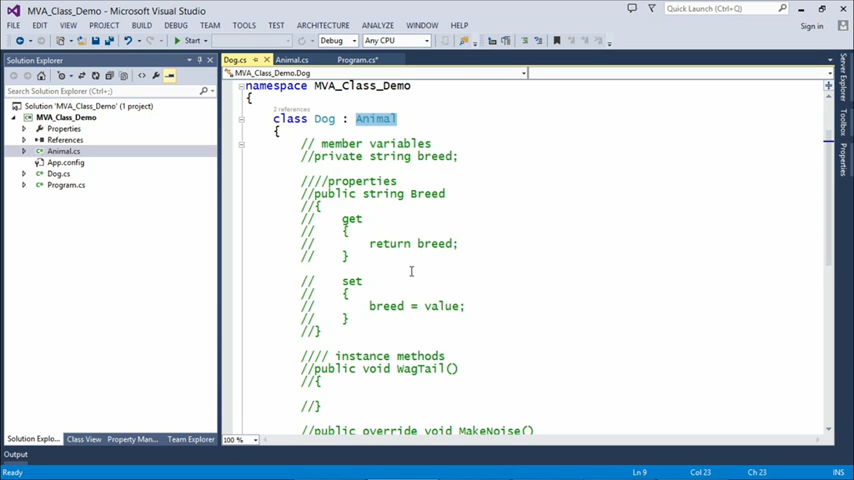 MVA_Class_Demo* - Microsoft Visual Studio
Quick Launch (Ctrl+Q)
FILE EDIT VIEW PROJECT BUILD DEBUG TEAM TOOLS TEST ARCHITECTURE ANALYZE WINDOW HELP
Sign in
Start Debug Any CPU
Solution Explorer
Dog.cs Animal.cs Program.cs*
MVA_Class_Demo.Dog
Search Solution Explorer (Ctrl+;)
Solution 'MVA_Class_Demo' (1 project)
MVA_Class_Demo
Properties
References
Animal.cs
App.config
Dog.cs
Program.cs
namespace MVA_Class_Demo
{
2 references
class Dog : Animal
{
// member variables
//private string breed;
////properties
//public string Breed
//{
// get
// {
// return breed;
// }
// set
// {
// breed = value;
// }
//}
//// instance methods
//public void WagTail()
//{
//}
//public override void MakeNoise()
Server Explorer
Toolbox
Properties
100 %
Solution Explo... Class View Property Man... Team Explorer
Output
Ready Ln 9 Col 23 Ch 23 INS